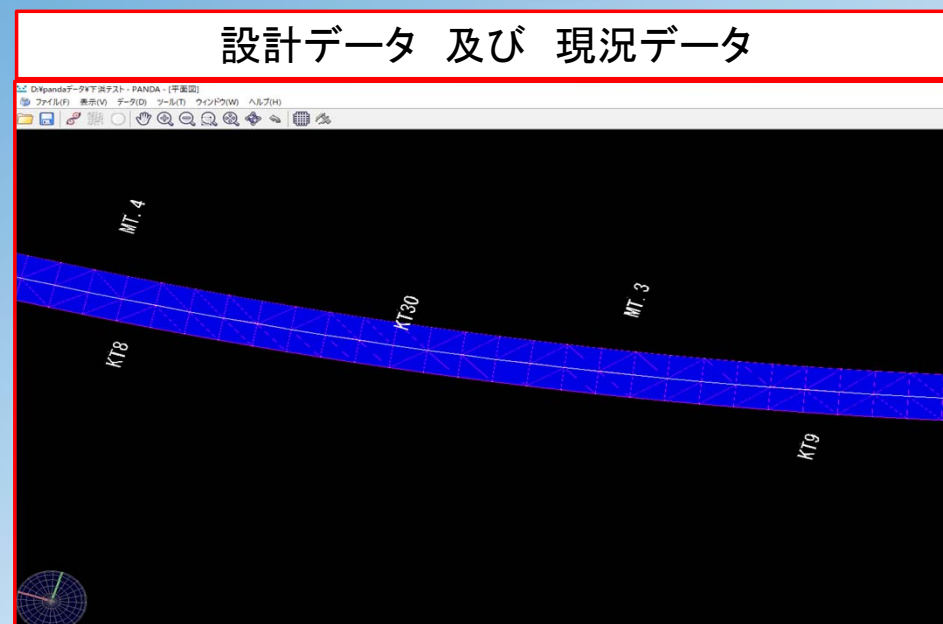 設計データ 及び 現況データ
D:¥pandaデータ¥下浜テスト - PANDA - [平面図]
ファイル(F) 表示(V) データ(D) ツール(T) ウィンドウ(W) ヘルプ(H)
MT. 4
KT30
MT. 3
KT8
KT9